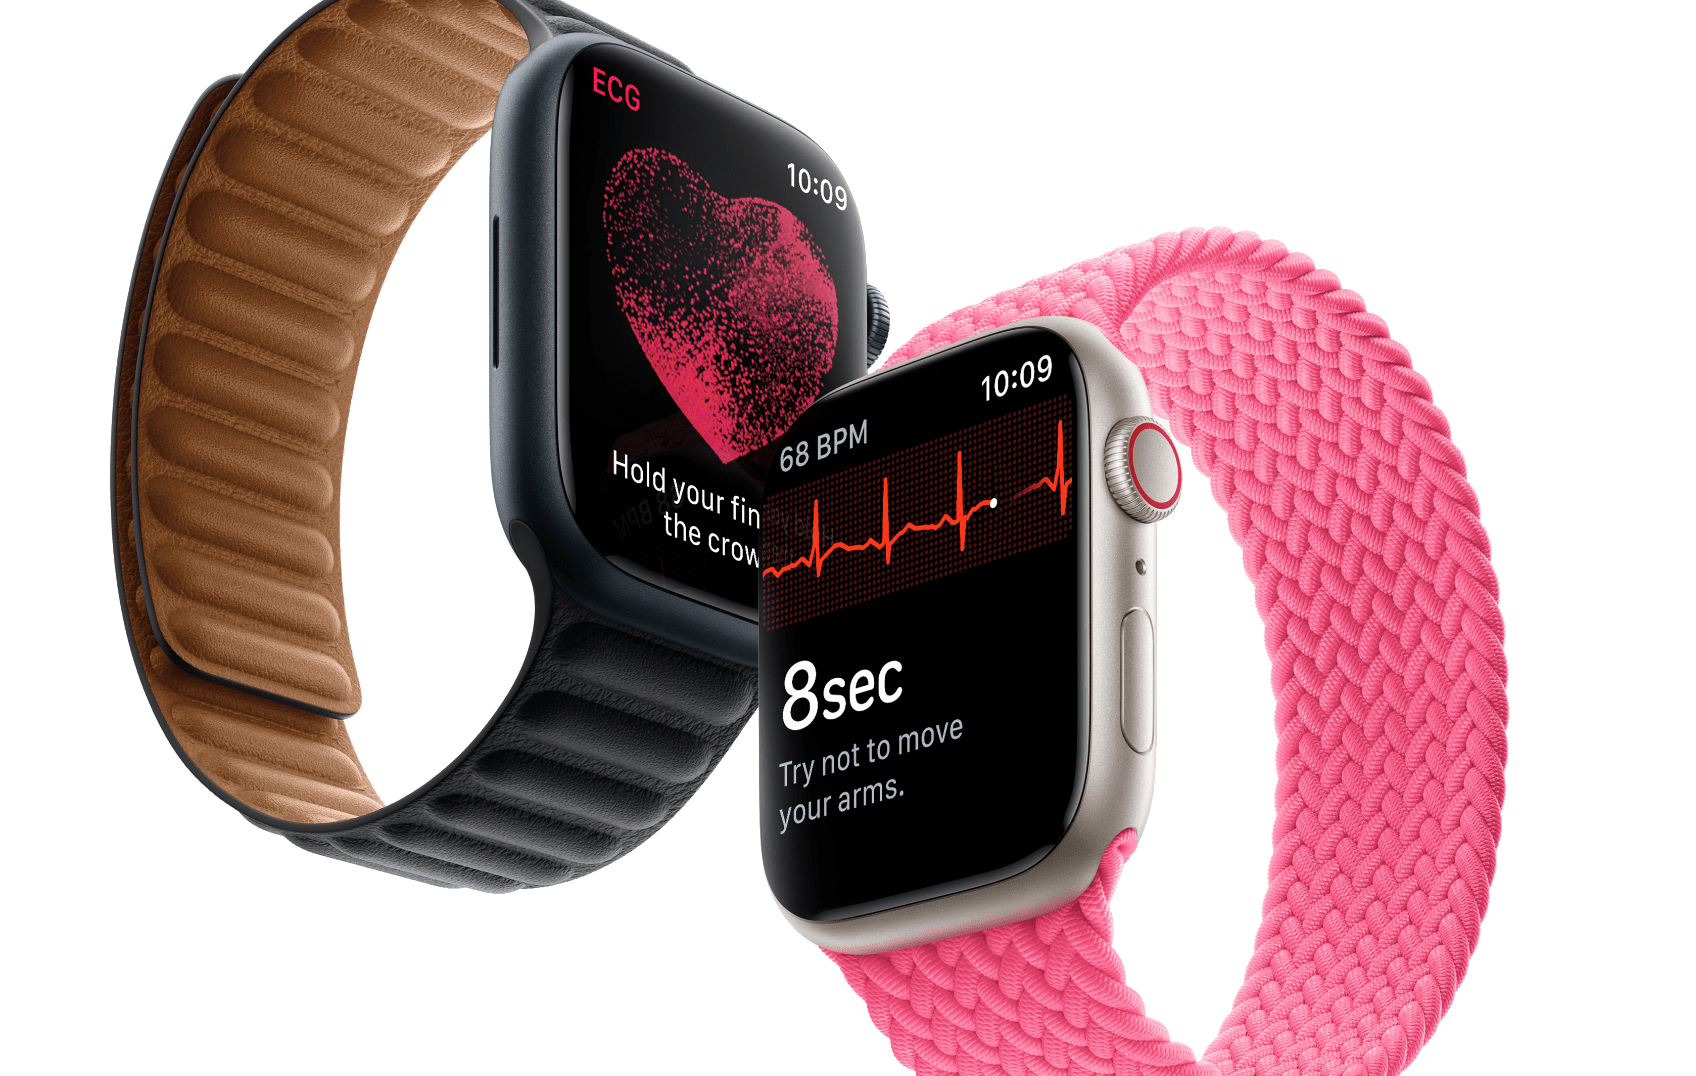 ECG
10:09
Hold your fin
the crow
10:09
68 BPM
8sec
Try not to move
your arms.